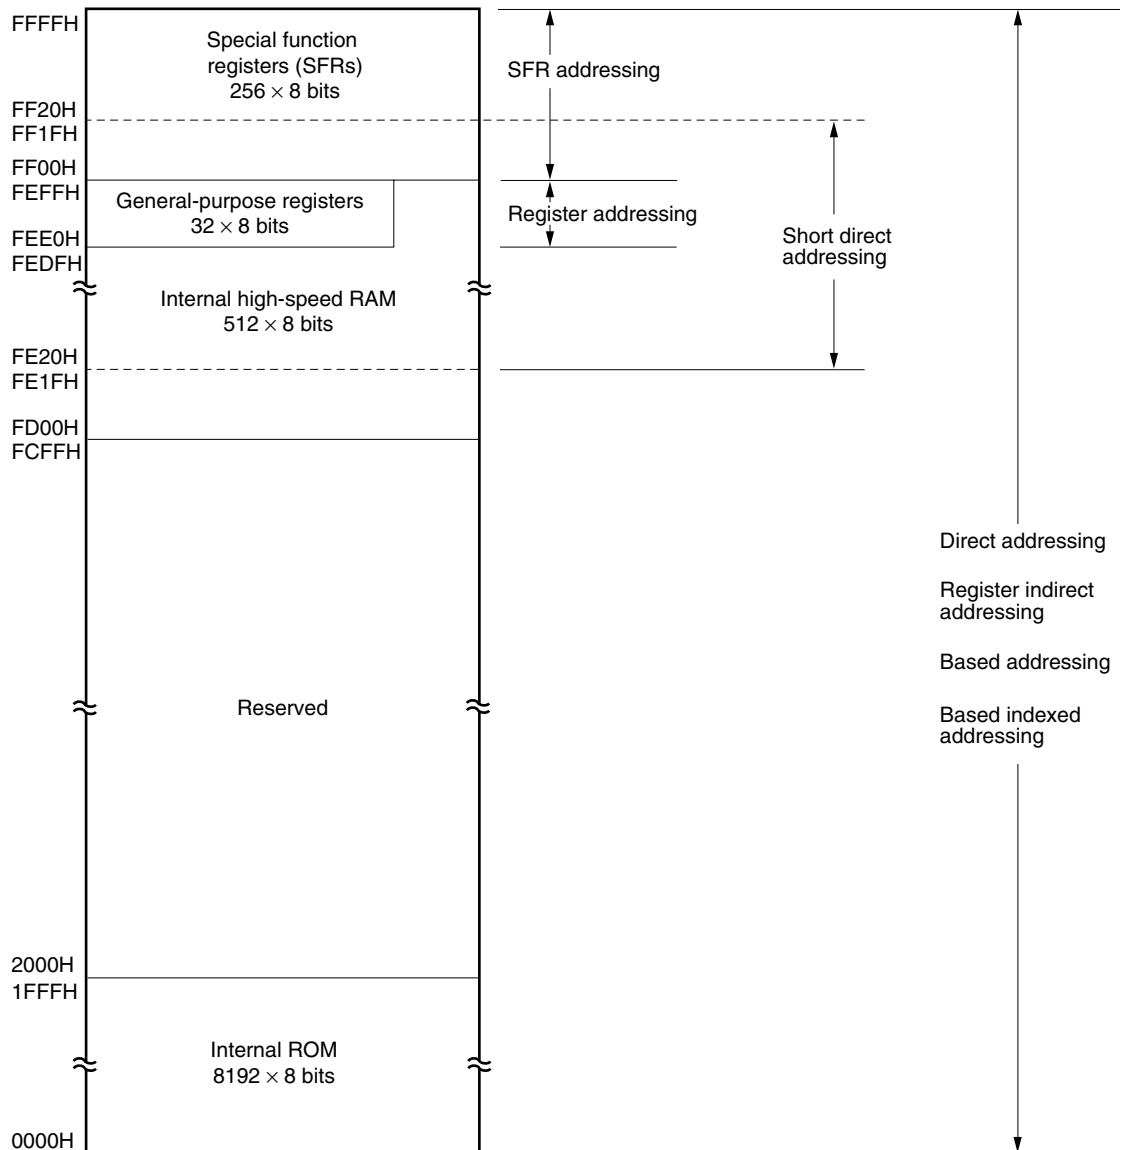 FFFFH
Special function
registers (SFRs)
256 × 8 bits
SFR addressing
FF20H
FF1FH
FF00H
FEFFH
General-purpose registers
32 × 8 bits
Register addressing
FEE0H
FEDFH
Short direct
addressing
Internal high-speed RAM
512 × 8 bits
FE20H
FE1FH
FD00H
FCFFH
Direct addressing
Register indirect
addressing
Based addressing
Based indexed
addressing
Reserved
2000H
1FFFH
Internal ROM
8192 × 8 bits
0000H